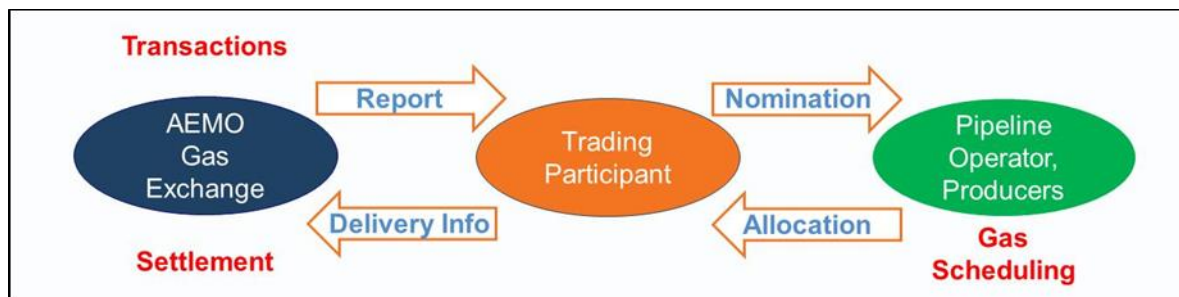 Transactions
Report
Nomination
AEMO
Gas
Exchange
Trading
Participant
Pipeline
Operator,
Producers
Delivery Info
Allocation
Settlement
Gas
Scheduling